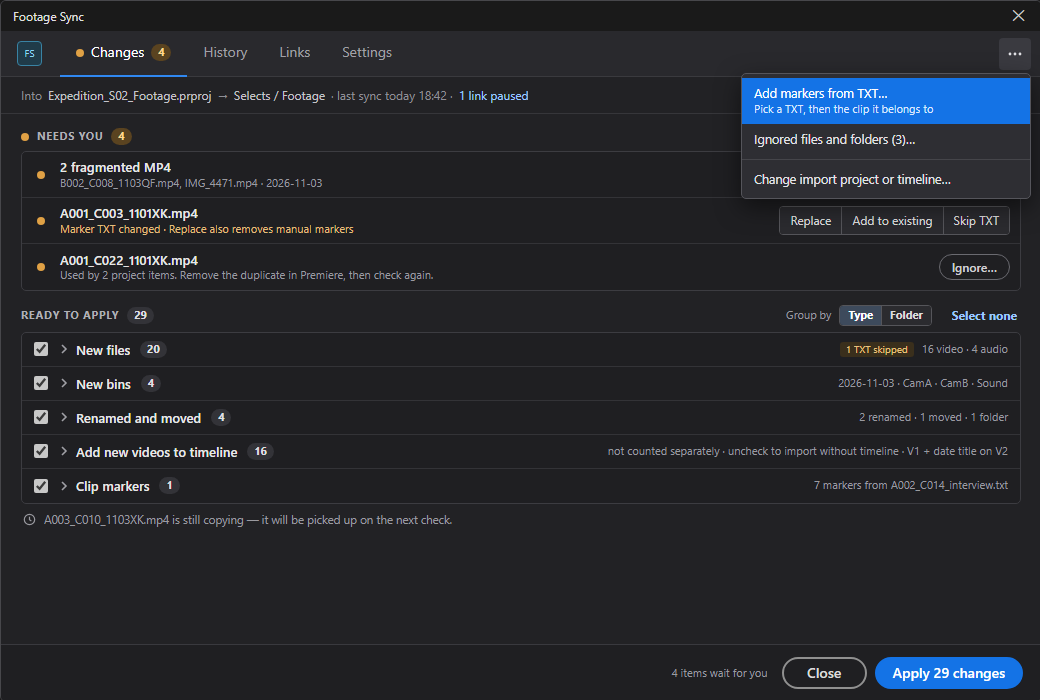 Footage Sync
FS
Changes 4
History
Links
Settings
Into Expedition_S02_Footage.prproj → Selects / Footage · last sync today 18:42 · 1 link paused
Add markers from TXT...
Pick a TXT, then the clip it belongs to
Ignored files and folders (3)...
Change import project or timeline...
NEEDS YOU 4
2 fragmented MP4
B002_C008_1103QF.mp4, IMG_4471.mp4 · 2026-11-03
A001_C003_1101XK.mp4
Marker TXT changed · Replace also removes manual markers
Replace
Add to existing
Skip TXT
A001_C022_1101XK.mp4
Used by 2 project items. Remove the duplicate in Premiere, then check again.
Ignore...
READY TO APPLY 29
Group by Type Folder
Select none
New files 20
1 TXT skipped 16 video · 4 audio
New bins 4
2026-11-03 · CamA · CamB · Sound
Renamed and moved 4
2 renamed · 1 moved · 1 folder
Add new videos to timeline 16
not counted separately · uncheck to import without timeline · V1 + date title on V2
Clip markers 1
7 markers from A002_C014_interview.txt
A003_C010_1103XK.mp4 is still copying — it will be picked up on the next check.
4 items wait for you
Close
Apply 29 changes